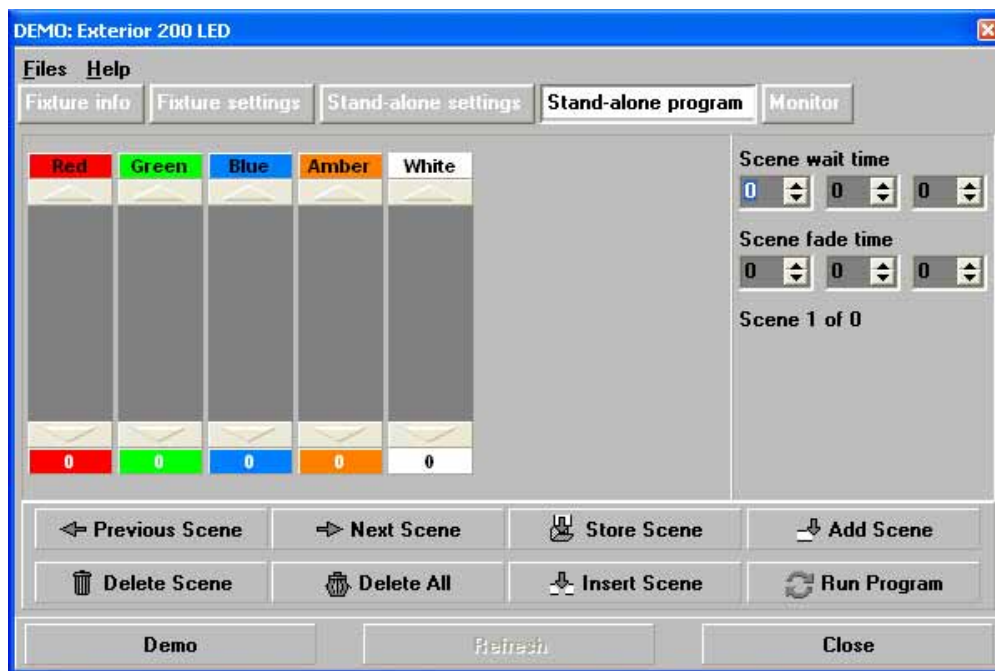 DEMO: Exterior 200 LED
Files Help
Fixture info Fixture settings Stand-alone settings Stand-alone program Monitor
Red Green Blue Amber White
0 0 0 0 0
Scene wait time
0 0 0
Scene fade time
0 0 0
Scene 1 of 0
Previous Scene Next Scene Store Scene Add Scene
Delete Scene Delete All Insert Scene Run Program
Demo Refresh Close